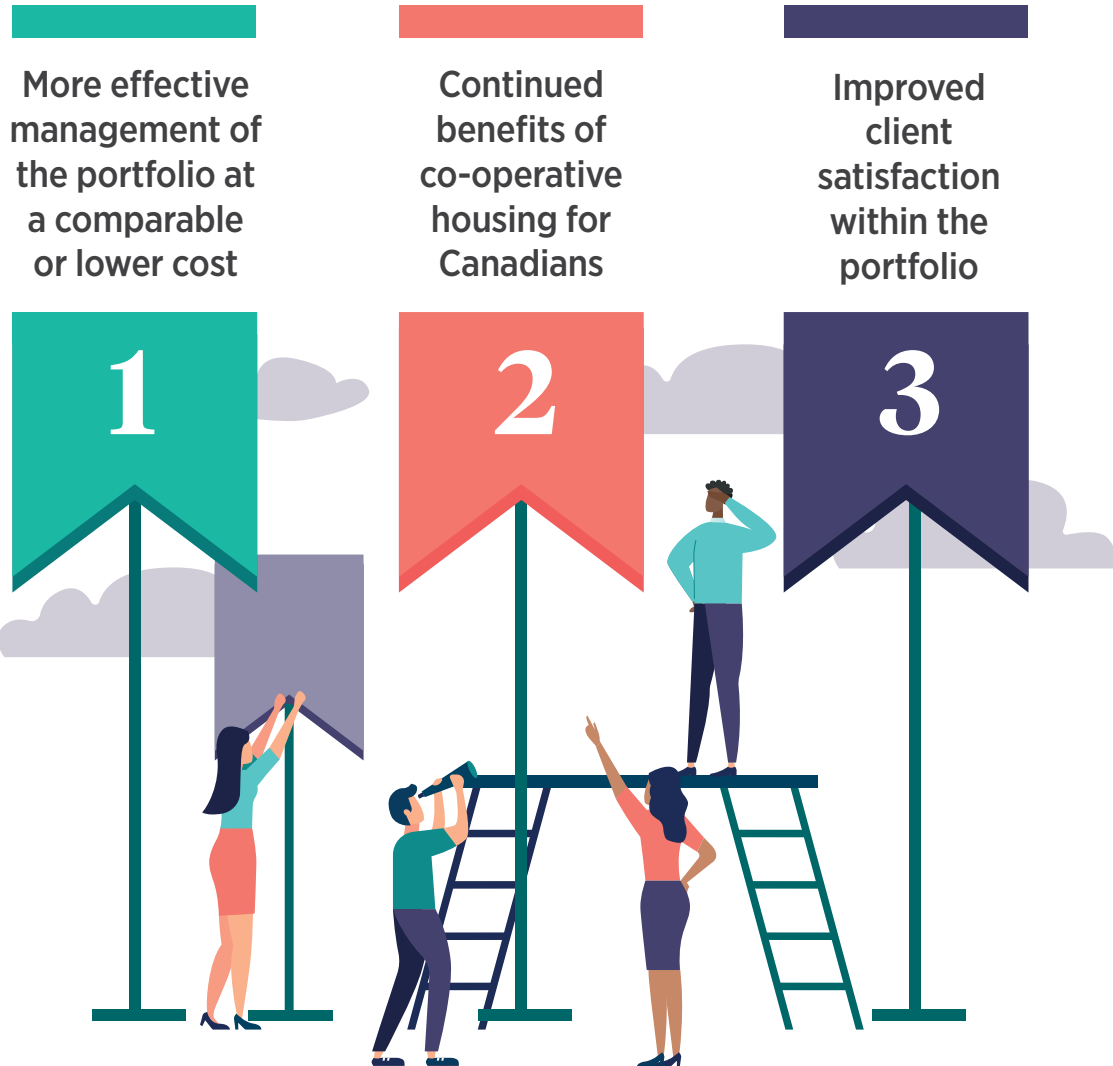 More effective
management of
the portfolio at
a comparable
or lower cost
1
Continued
benefits of
co-operative
housing for
Canadians
2
Improved
client
satisfaction
within the
portfolio
3